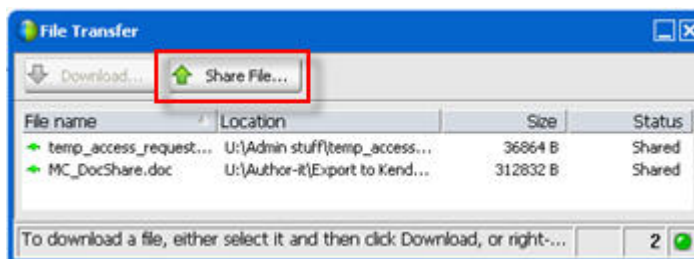 File Transfer
Download... Share File...
File name Location Size Status
temp_access_request... U:\Admin stuff\temp_access... 36864 B Shared
MC_DocShare.doc U:\Author-it\Export to Kend... 312832 B Shared
To download a file, either select it and then click Download, or right-... 2